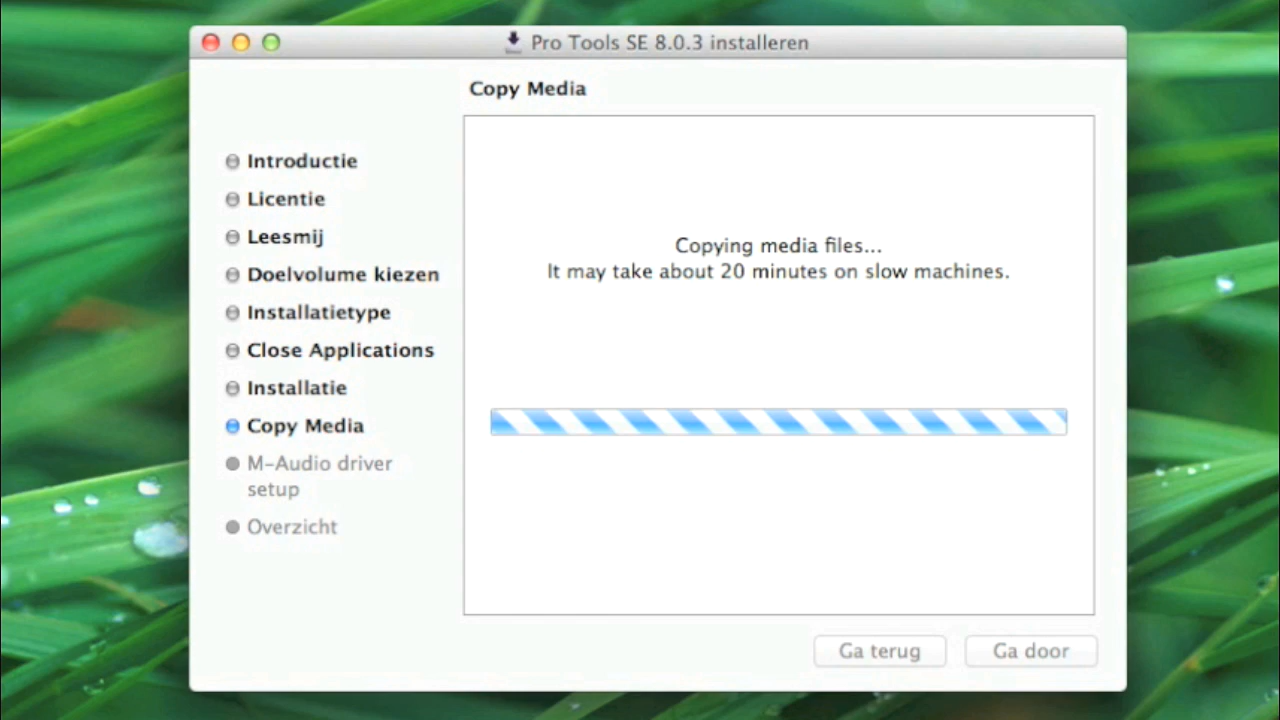 Pro Tools SE 8.0.3 installeren
Copy Media
Introductie
Licentie
Leesmij
Doelvolume kiezen
Installatietype
Close Applications
Installatie
Copy Media
M-Audio driver
setup
Overzicht
Copying media files...
It may take about 20 minutes on slow machines.
Ga terug
Ga door